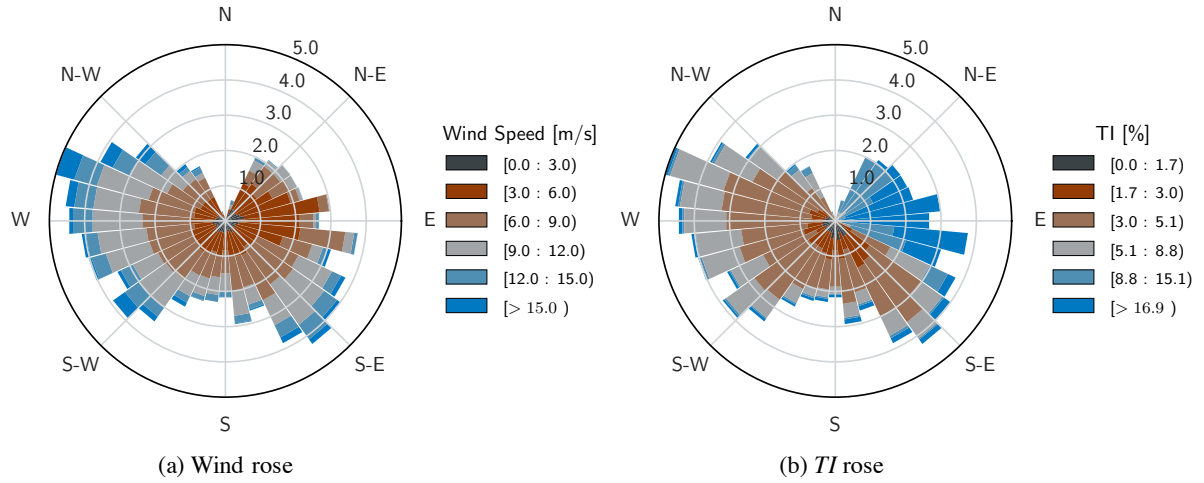 N
N-E
E
S-E
S
S-W
W
N-W
1.0
2.0
3.0
4.0
5.0
Wind Speed [m/s]
[0.0 : 3.0)
[3.0 : 6.0)
[6.0 : 9.0)
[9.0 : 12.0)
[12.0 : 15.0)
[> 15.0 )
(a) Wind rose
N
N-E
E
S-E
S
S-W
W
N-W
1.0
2.0
3.0
4.0
5.0
TI [%]
[0.0 : 1.7)
[1.7 : 3.0)
[3.0 : 5.1)
[5.1 : 8.8)
[8.8 : 15.1)
[> 16.9 )
(b) TI rose